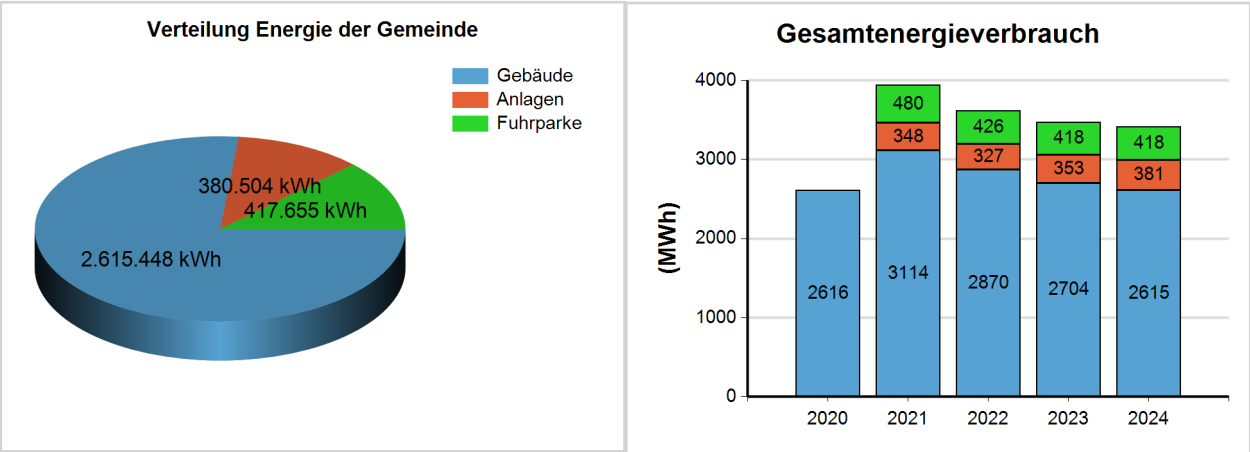 Verteilung Energie der Gemeinde
Gebäude
Anlagen
Fuhrparke
380.504 kWh
417.655 kWh
2.615.448 kWh
Gesamtenergieverbrauch
(MWh)
4000
3000
2000
1000
0
480
426
418
418
348
327
353
381
2616
3114
2870
2704
2615
2020
2021
2022
2023
2024